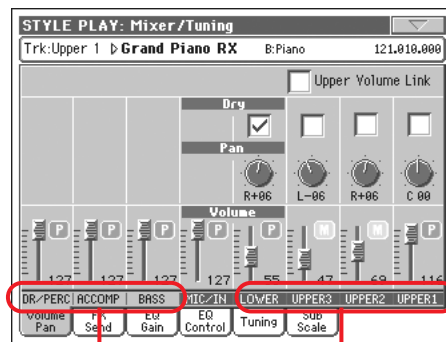 STYLE PLAY: Mixer/Tuning
Trk:Upper 1 ▷Grand Piano RX B:Piano 121.010.000
Upper Volume Link
Dry
Pan
R+06 L-06 R+06 C 00
Volume
P P P P M M P
127 127 127 127 55 47 69 116
DR/PERC ACCOMP BASS MIC/IN LOWER UPPER3 UPPER2 UPPER1
Volume Pan FX Send EQ Gain EQ Control Tuning Sub Scale